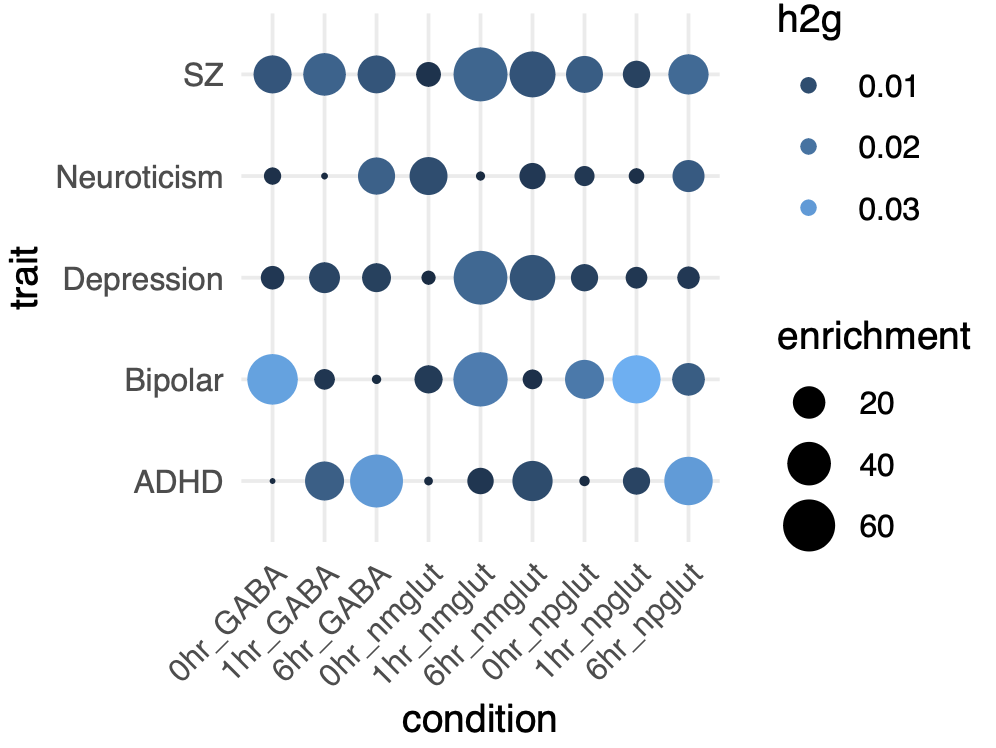 trait
SZ
Neuroticism
Depression
Bipolar
ADHD
0hr_GABA
1hr_GABA
6hr_GABA
0hr_nmglut
1hr_nmglut
6hr_nmglut
0hr_npglut
1hr_npglut
6hr_npglut
condition
h2g
0.01
0.02
0.03
enrichment
20
40
60